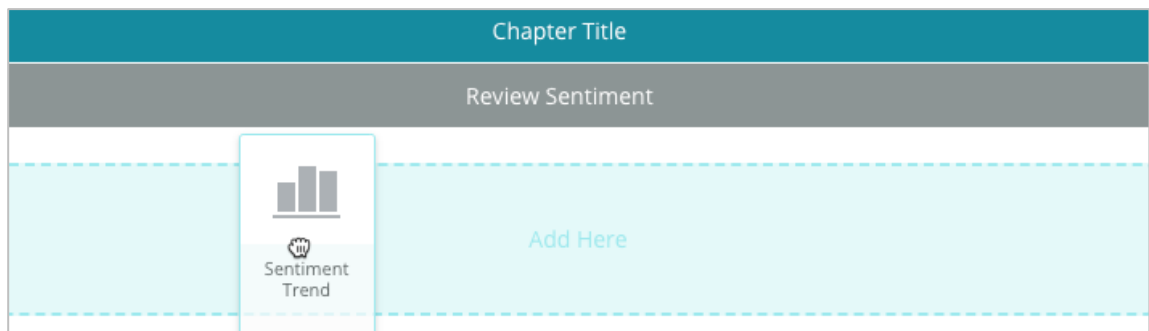 Chapter Title
Review Sentiment
Add Here
Sentiment
Trend